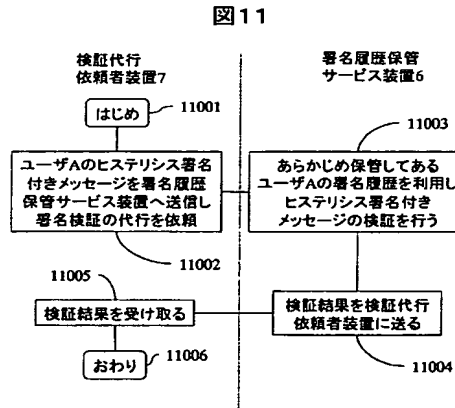 図11
検証代行
依頼者装置7
署名履歴保管
サービス装置6
はじめ
11001
11003
ユーザAのヒステリシス署名
付きメッセージを署名履歴
保管サービス装置へ送信し
署名検証の代行を依頼
あらかじめ保管してある
ユーザAの署名履歴を利用し
ヒステリシス署名付き
メッセージの検証を行う
11002
11005
検証結果を受け取る
検証結果を検証代行
依頼者装置に送る
おわり
11006
11004